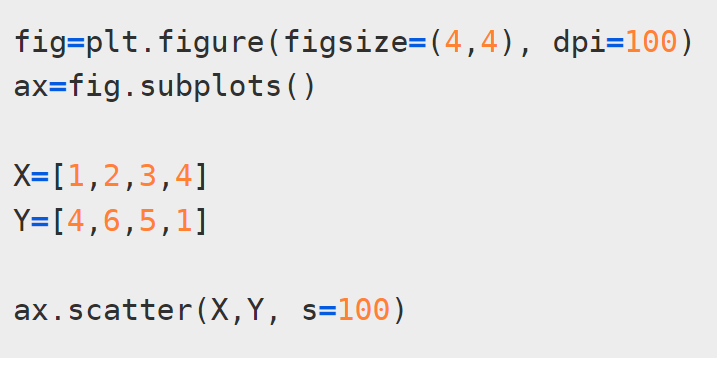 fig=plt.figure(figsize=(4,4), dpi=100)
ax=fig.subplots()
X=[1,2,3,4]
Y=[4,6,5,1]
ax.scatter(X,Y, s=100)